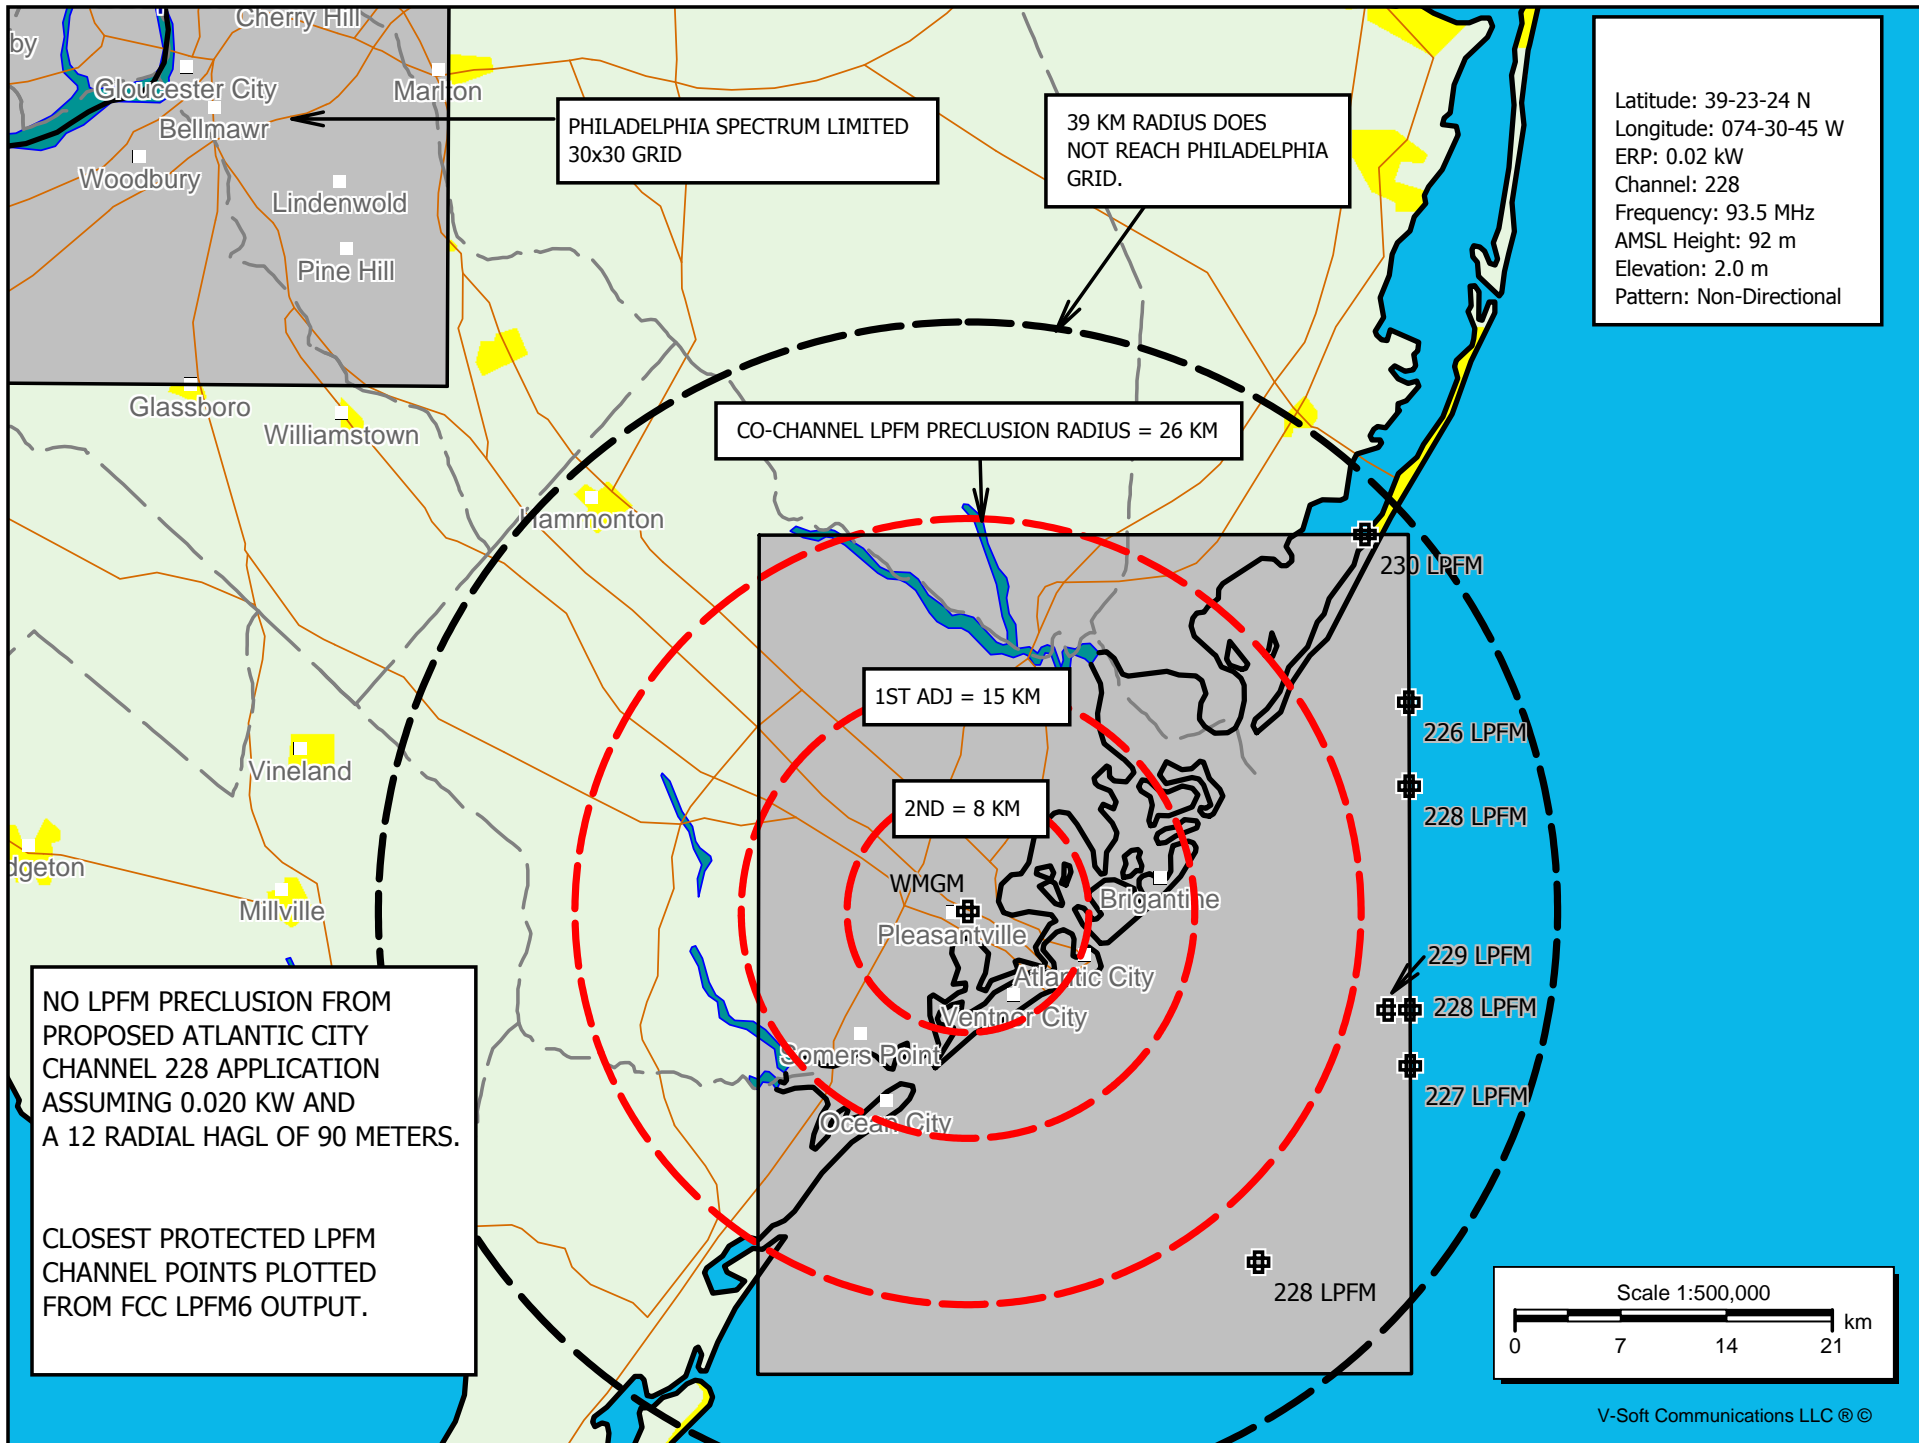 Cherry Hill
by
Gloucester City
Marlton
Bellmawr
Woodbury
Lindenwold
Pine Hill
PHILADELPHIA SPECTRUM LIMITED
30x30 GRID
39 KM RADIUS DOES
NOT REACH PHILADELPHIA
GRID.
Latitude: 39-23-24 N
Longitude: 074-30-45 W
ERP: 0.02 kW
Channel: 228
Frequency: 93.5 MHz
AMSL Height: 92 m
Elevation: 2.0 m
Pattern: Non-Directional
Glassboro
Williamstown
CO-CHANNEL LPFM PRECLUSION RADIUS = 26 KM
Hammonton
230 LPFM
1ST ADJ = 15 KM
226 LPFM
Vineland
2ND = 8 KM
228 LPFM
dgeton
Millville
WMGM
Brigantine
Pleasantville
229 LPFM
Atlantic City
228 LPFM
Ventnor City
Somers Point
227 LPFM
Ocean City
NO LPFM PRECLUSION FROM
PROPOSED ATLANTIC CITY
CHANNEL 228 APPLICATION
ASSUMING 0.020 KW AND
A 12 RADIAL HAGL OF 90 METERS.
CLOSEST PROTECTED LPFM
CHANNEL POINTS PLOTTED
FROM FCC LPFM6 OUTPUT.
228 LPFM
Scale 1:500,000
km
0 7 14 21
V-Soft Communications LLC ® ©